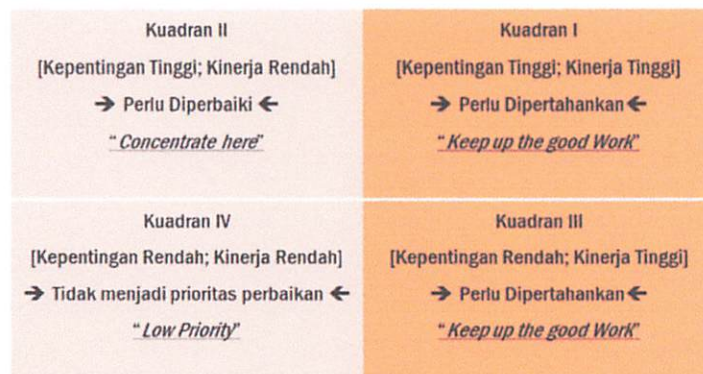 Kuadran II
[Kepentingan Tinggi; Kinerja Rendah]
→ Perlu Diperbaiki ←
"Concentrate here"
Kuadran I
[Kepentingan Tinggi; Kinerja Tinggi]
→ Perlu Dipertahankan ←
"Keep up the good Work"
Kuadran IV
[Kepentingan Rendah; Kinerja Rendah]
→ Tidak menjadi prioritas perbaikan ←
"Low Priority"
Kuadran III
[Kepentingan Rendah; Kinerja Tinggi]
→ Perlu Dipertahankan ←
"Keep up the good Work"